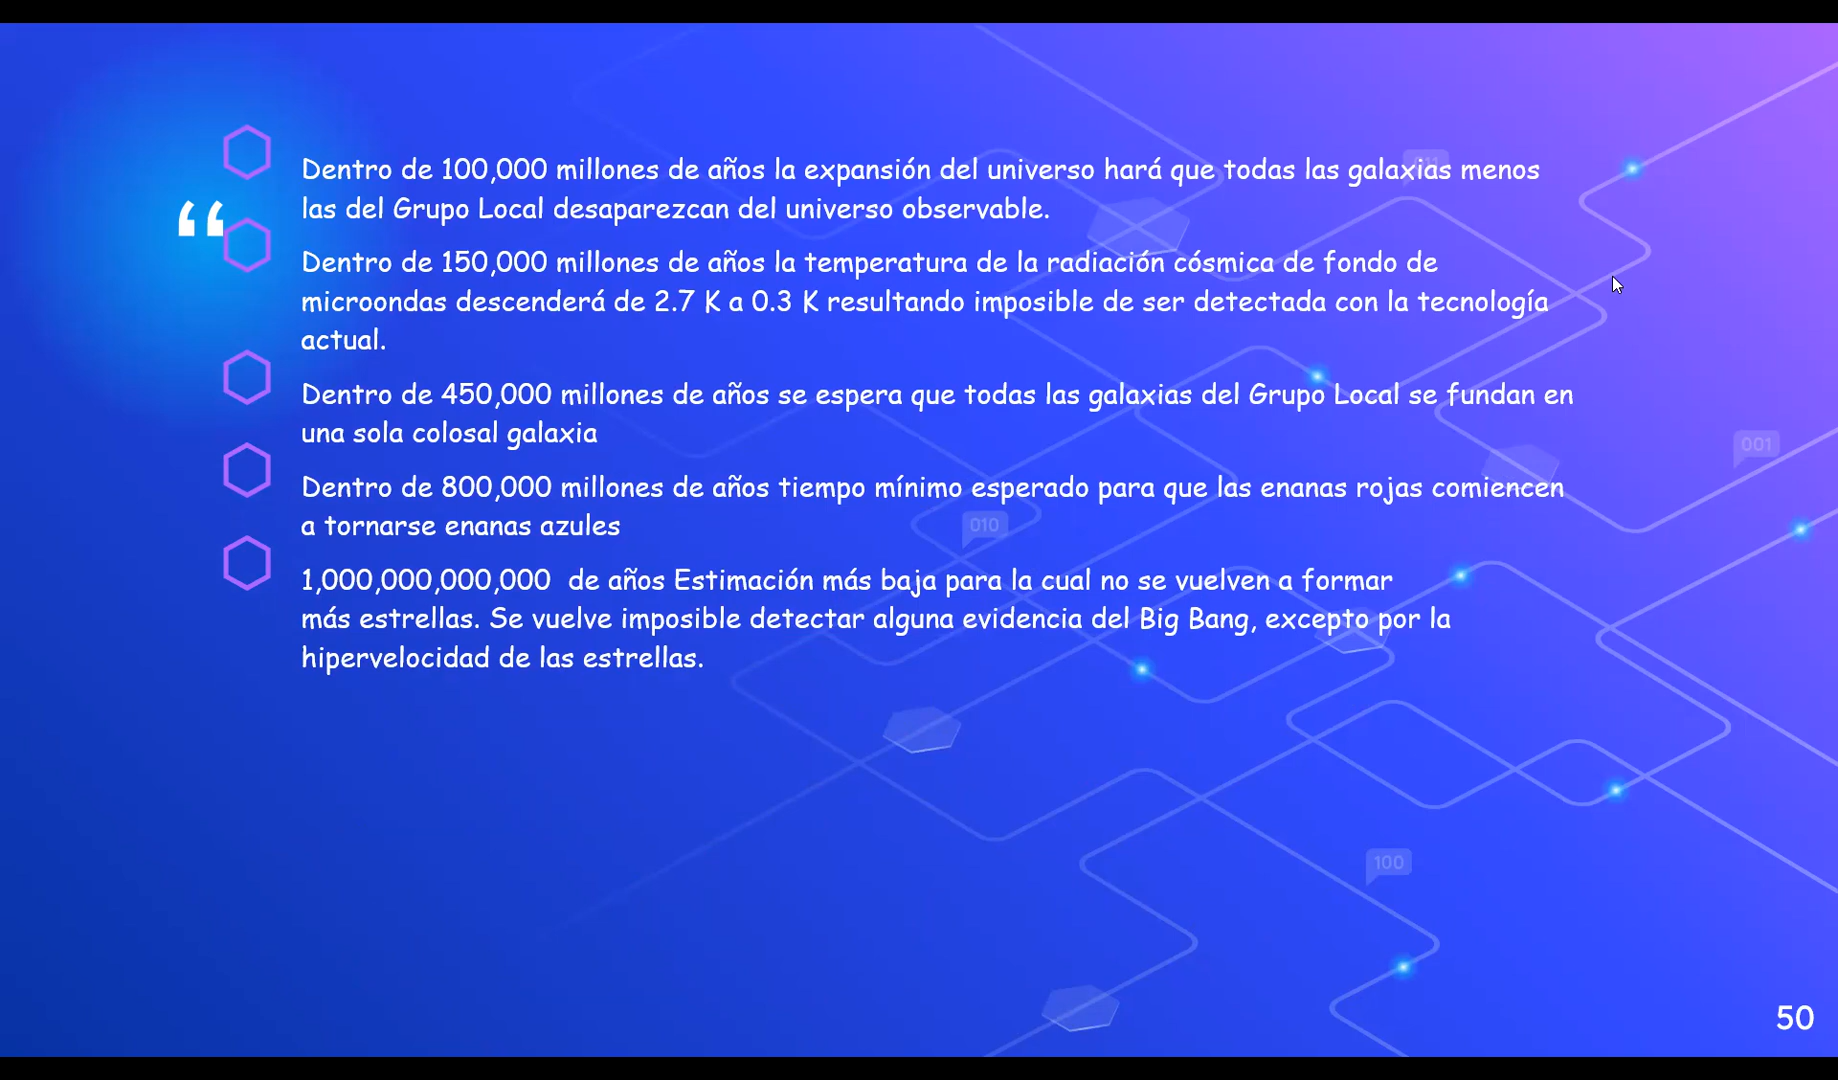 “
Dentro de 100,000 millones de años la expansión del universo hará que todas las galaxias menos
las del Grupo Local desaparezcan del universo observable.
Dentro de 150,000 millones de años la temperatura de la radiación cósmica de fondo de
microondas descenderá de 2.7 K a 0.3 K resultando imposible de ser detectada con la tecnología
actual.
Dentro de 450,000 millones de años se espera que todas las galaxias del Grupo Local se fundan en
una sola colosal galaxia
Dentro de 800,000 millones de años tiempo mínimo esperado para que las enanas rojas comiencen
a tornarse enanas azules
1,000,000,000,000  de años Estimación más baja para la cual no se vuelven a formar
más estrellas. Se vuelve imposible detectar alguna evidencia del Big Bang, excepto por la
hipervelocidad de las estrellas.
001
010
100
50